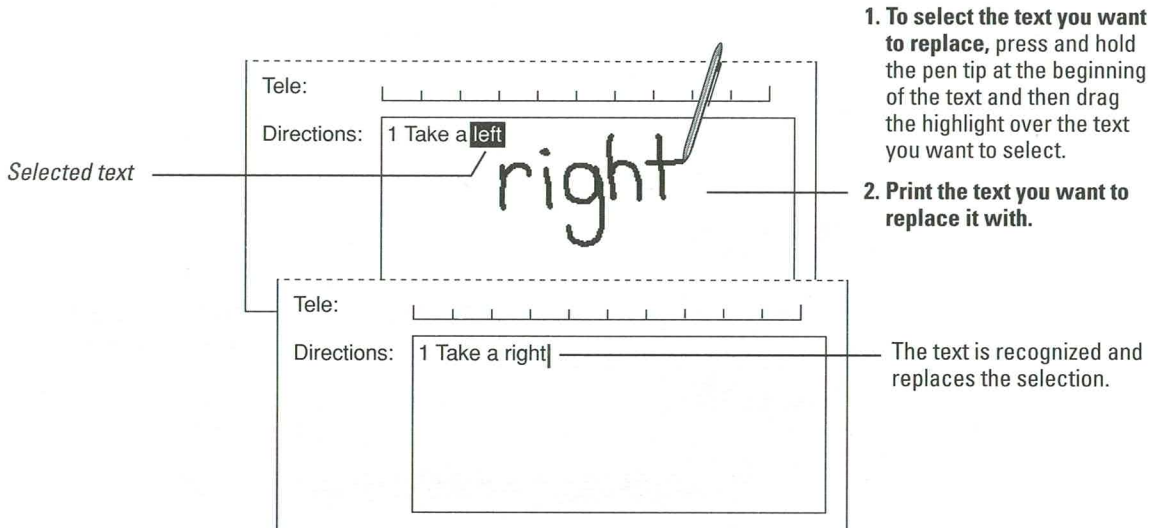 Tele:
Directions:
1 Take a left
right
Selected text
1. To select the text you want
to replace, press and hold
the pen tip at the beginning
of the text and then drag
the highlight over the text
you want to select.
2. Print the text you want to
replace it with.
Tele:
Directions:
1 Take a right
The text is recognized and
replaces the selection.